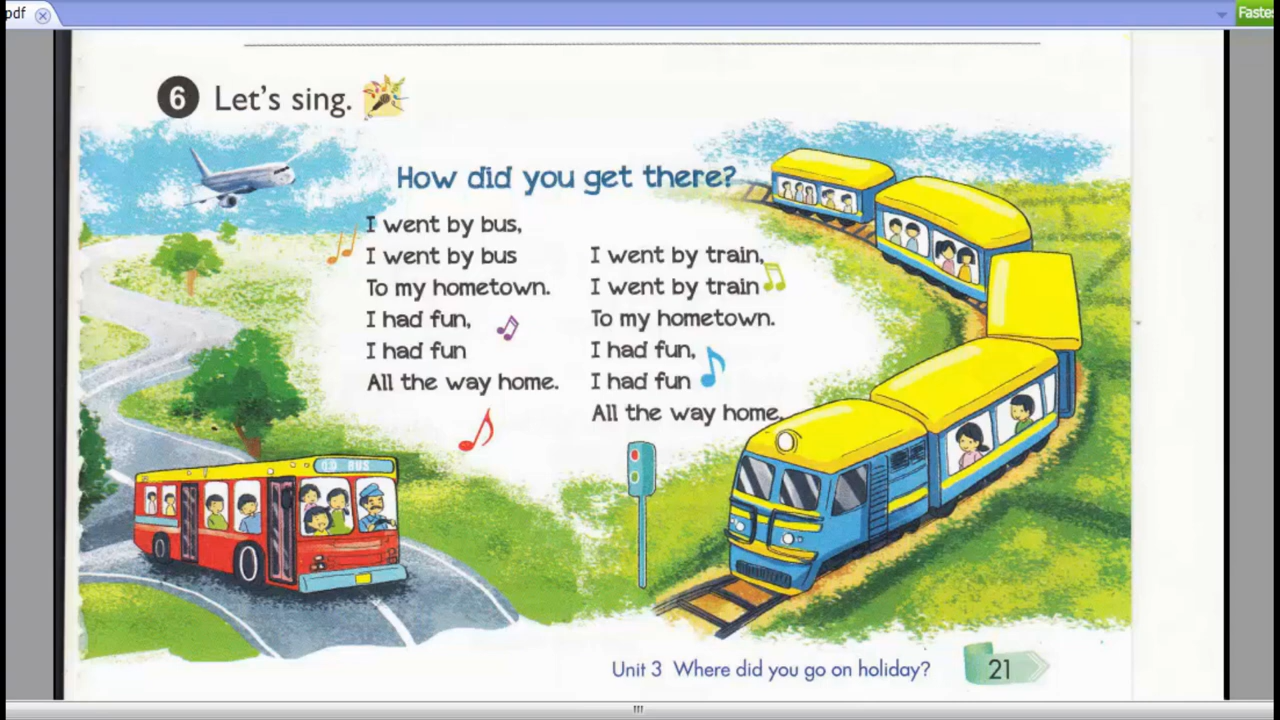 pdf
Faste
6 Let's sing.
How did you get there?
I went by bus,
I went by bus
To my hometown.
I had fun,
I had fun
All the way home.
I went by train,
I went by train
To my hometown.
I had fun,
I had fun
All the way home.
BUS
Unit 3 Where did you go on holiday?
21